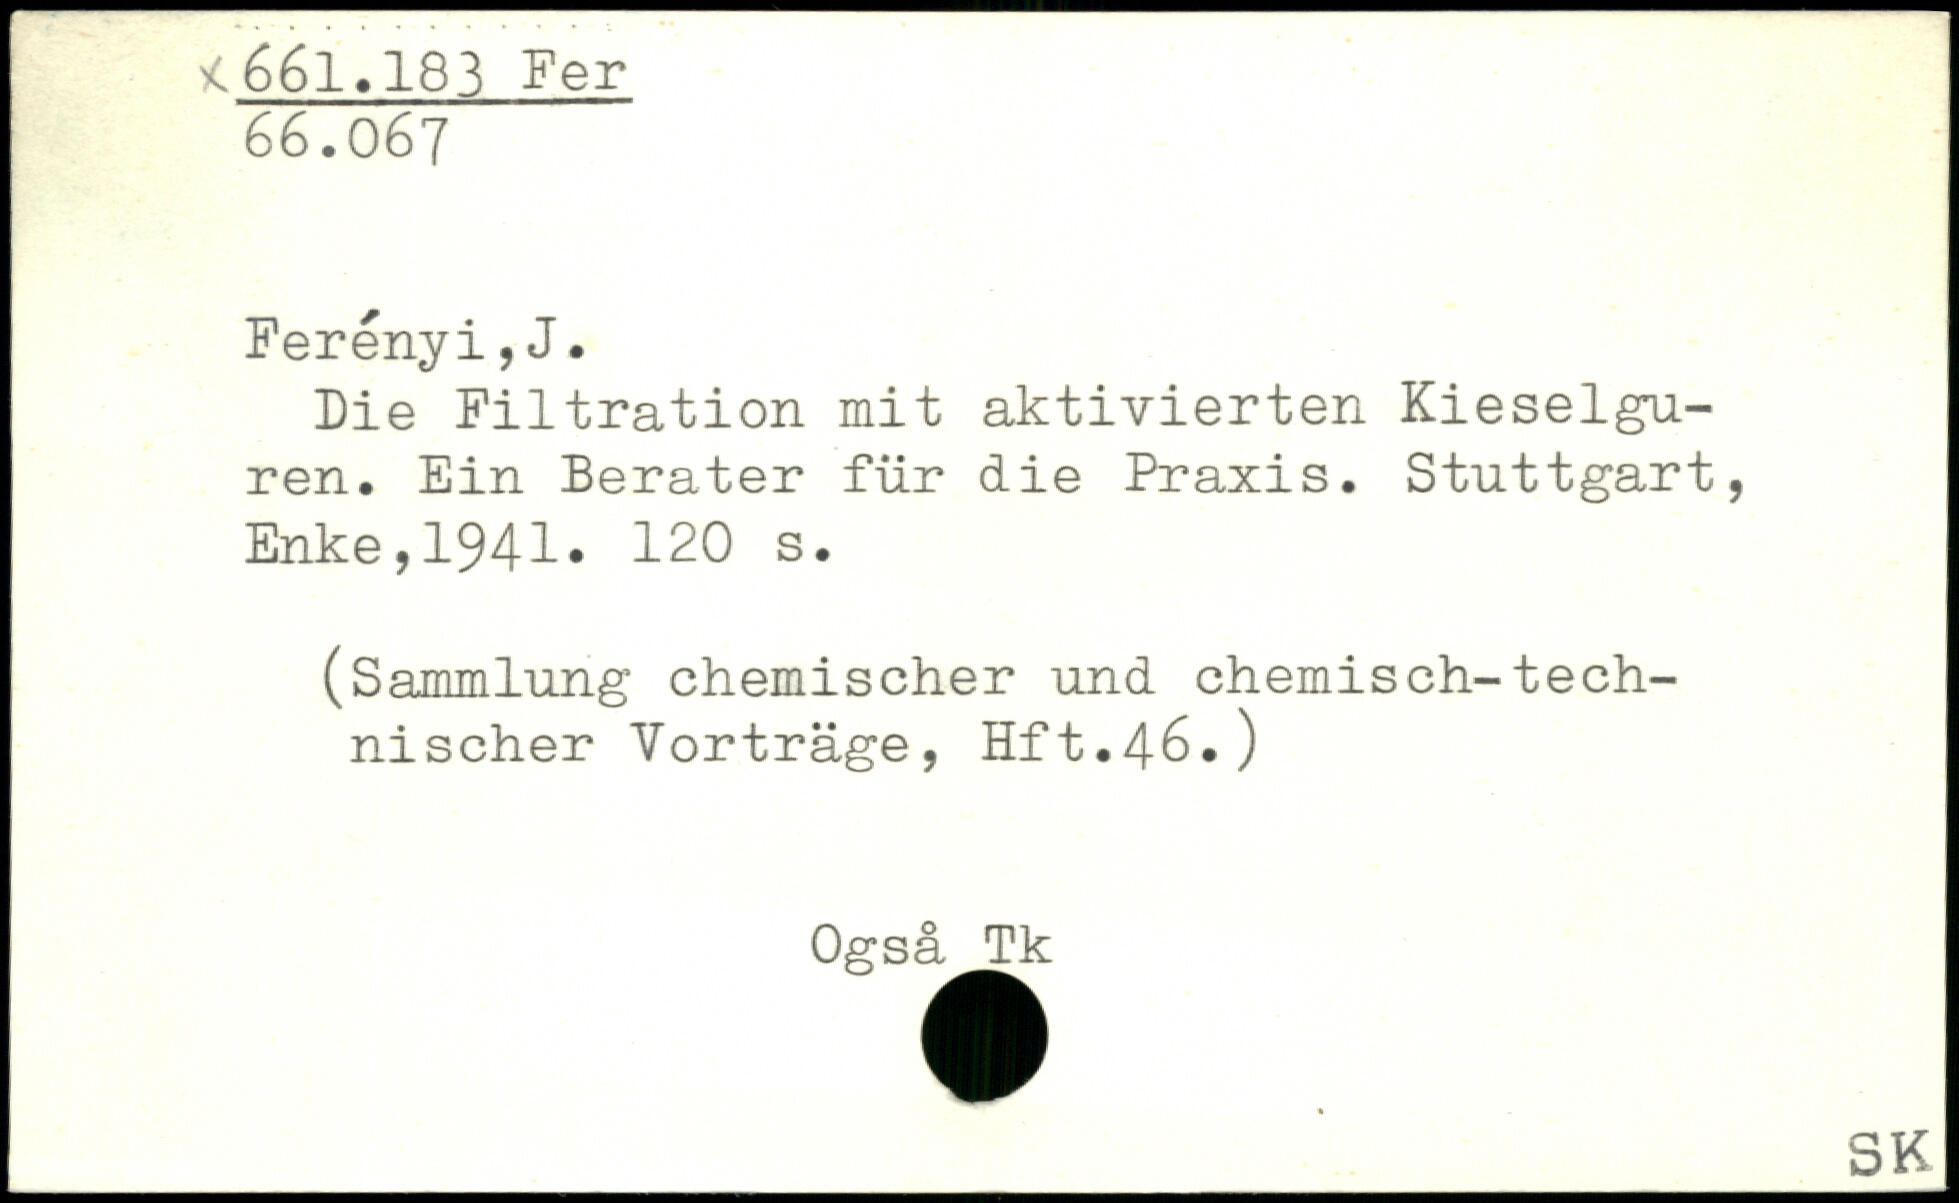 x 661.183 Fer
66.067
Ferényi,J.
Die Filtration mit aktivierten Kieselgu-
ren. Ein Berater für die Praxis. Stuttgart,
Enke,1941. 120 s.
(Sammlung chemischer und chemisch-tech-
nischer Vorträge, Hft.46.)
Også Tk
SK